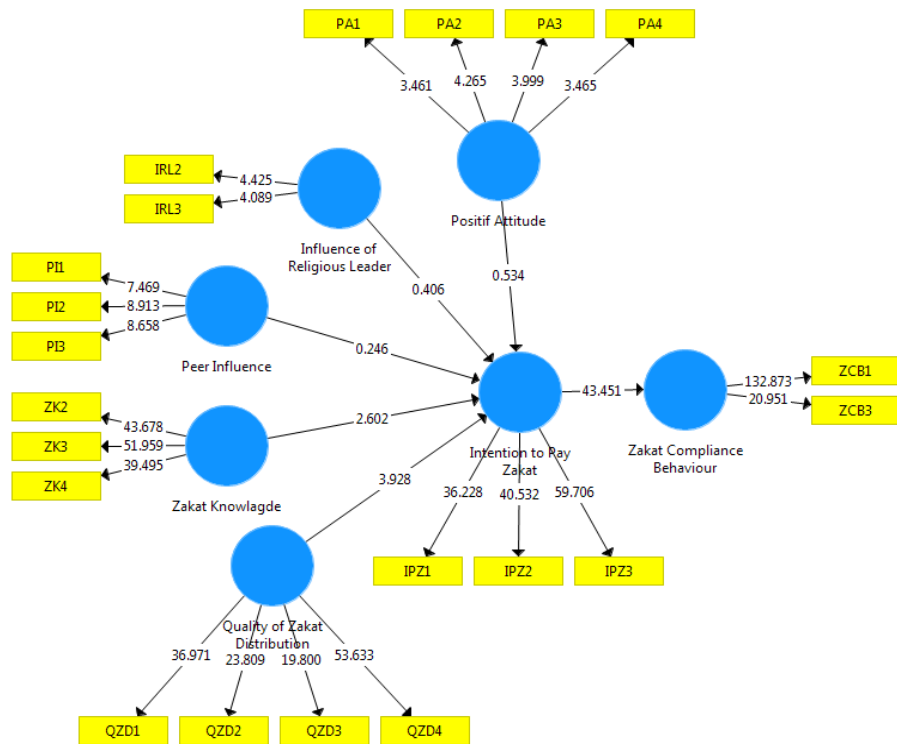 PA1
PA2
PA3
PA4
3.461
4.265
3.999
3.465
Positif Attitude
IRL2
IRL3
4.425
4.089
Influence of
Religious Leader
0.534
0.406
PI1
PI2
PI3
7.469
8.913
8.658
Peer Influence
0.246
ZK2
ZK3
ZK4
43.678
51.959
39.495
Zakat Knowlagde
2.602
Intention to Pay
Zakat
43.451
Zakat Compliance
Behaviour
132.873
20.951
ZCB1
ZCB3
3.928
36.228
40.532
59.706
IPZ1
IPZ2
IPZ3
Quality of Zakat
Distribution
36.971
23.809
19.800
53.633
QZD1
QZD2
QZD3
QZD4